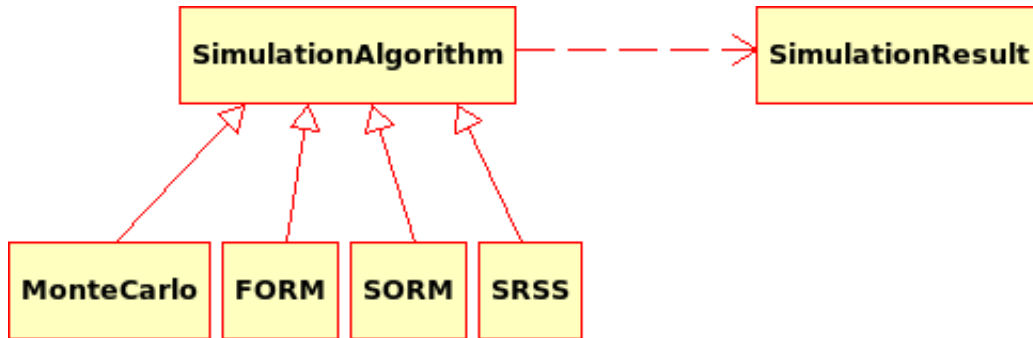 SimulationAlgorithm
SimulationResult
MonteCarlo
FORM
SORM
SRSS